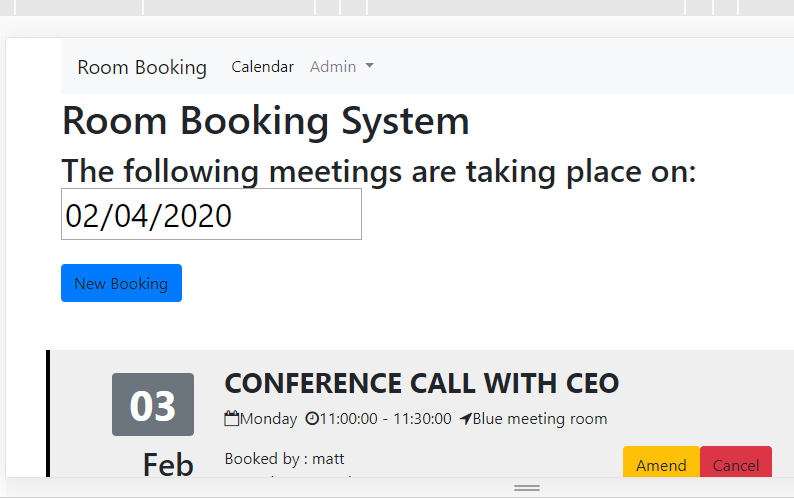 Room Booking Calendar Admin
Room Booking System
The following meetings are taking place on:
02/04/2020
New Booking
03
CONFERENCE CALL WITH CEO
Monday 11:00:00 - 11:30:00 Blue meeting room
Feb
Booked by : matt
Amend Cancel